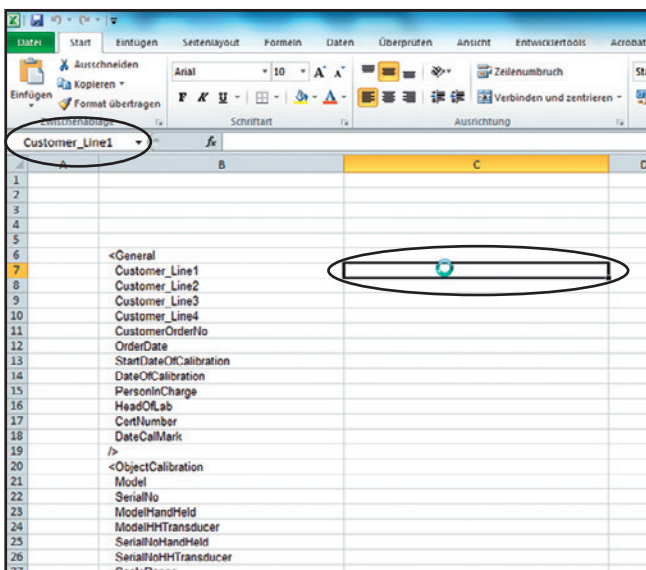 Datei Start Einfügen Seitenlayout Formeln Daten Überprüfen Ansicht Entwicklertools Acrobat
Ausschneiden
Kopieren
Format übertragen
Einfügen
Arial 10 A A
F K U A
Zeilenumbruch
Verbinden und zentrieren
Sta
Zwischenablage Schriftart Ausrichtung
Customer_Line1 fx
A B C D
1
2
3
4
5
6 <General
7 Customer_Line1
8 Customer_Line2
9 Customer_Line3
10 Customer_Line4
11 CustomerOrderNo
12 OrderDate
13 StartDateOfCalibration
14 DateOfCalibration
15 PersonInCharge
16 HeadOfLab
17 CertNumber
18 DateCalMark
19 />
20 <ObjectCalibration
21 Model
22 SerialNo
23 ModelHandHeld
24 ModelHHTransducer
25 SerialNoHandHeld
26 SerialNoHHTransducer